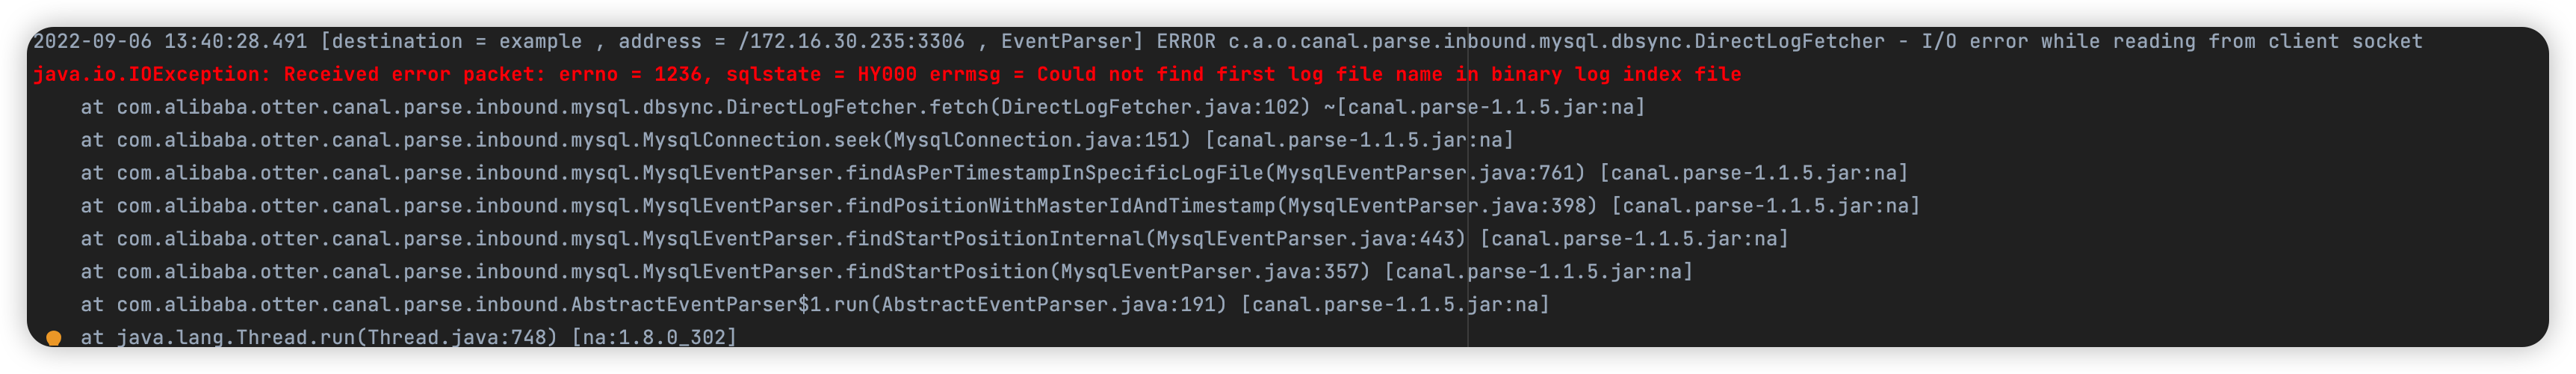 2022-09-06 13:40:28.491 [destination = example , address = /172.16.30.235:3306 , EventParser] ERROR c.a.o.canal.parse.inbound.mysql.dbsync.DirectLogFetcher - I/O error while reading from client socket
java.io.IOException: Received error packet: errno = 1236, sqlstate = HY000 errmsg = Could not find first log file name in binary log index file
at com.alibaba.otter.canal.parse.inbound.mysql.dbsync.DirectLogFetcher.fetch(DirectLogFetcher.java:102) ~[canal.parse-1.1.5.jar:na]
at com.alibaba.otter.canal.parse.inbound.mysql.MysqlConnection.seek(MysqlConnection.java:151) [canal.parse-1.1.5.jar:na]
at com.alibaba.otter.canal.parse.inbound.mysql.MysqlEventParser.findAsPerTimestampInSpecificLogFile(MysqlEventParser.java:761) [canal.parse-1.1.5.jar:na]
at com.alibaba.otter.canal.parse.inbound.mysql.MysqlEventParser.findPositionWithMasterIdAndTimestamp(MysqlEventParser.java:398) [canal.parse-1.1.5.jar:na]
at com.alibaba.otter.canal.parse.inbound.mysql.MysqlEventParser.findStartPositionInternal(MysqlEventParser.java:443) [canal.parse-1.1.5.jar:na]
at com.alibaba.otter.canal.parse.inbound.mysql.MysqlEventParser.findStartPosition(MysqlEventParser.java:357) [canal.parse-1.1.5.jar:na]
at com.alibaba.otter.canal.parse.inbound.AbstractEventParser$1.run(AbstractEventParser.java:191) [canal.parse-1.1.5.jar:na]
at java.lang.Thread.run(Thread.java:748) [na:1.8.0_302]